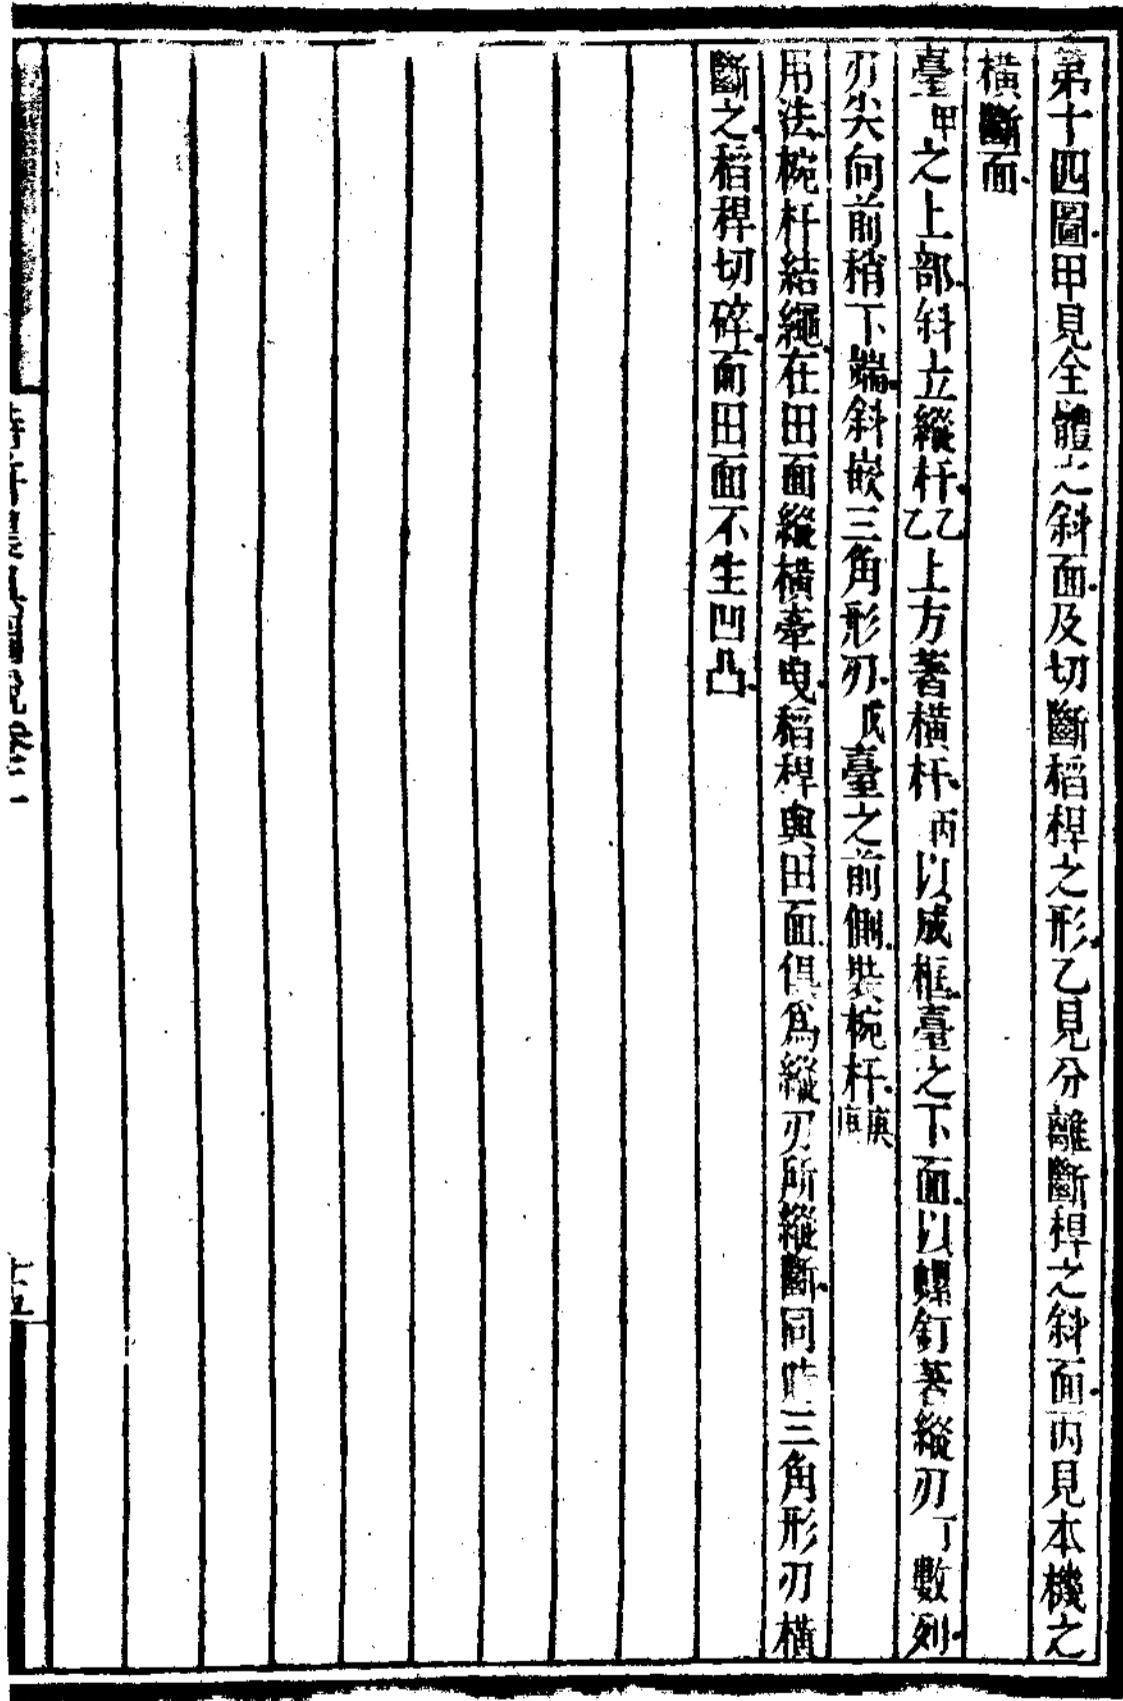 第十四圖甲見全體之斜面及切斷稻稈之形乙見分離斷稈之斜面丙見本機之
橫斷面
臺甲之上部斜立縱杆乙乙上方著橫杆丙以成框臺之下面以螺釘著縱刃丁數列
刃尖向前稍下端斜嵌三角形刃戊臺之前側裝椀杆庚庚
用法椀杆結繩在田面縱橫牽曳稻稈與田面俱爲縱刃所縱斷同時三角形刃橫
斷之稻稈切碎而田面不生凹凸
十五